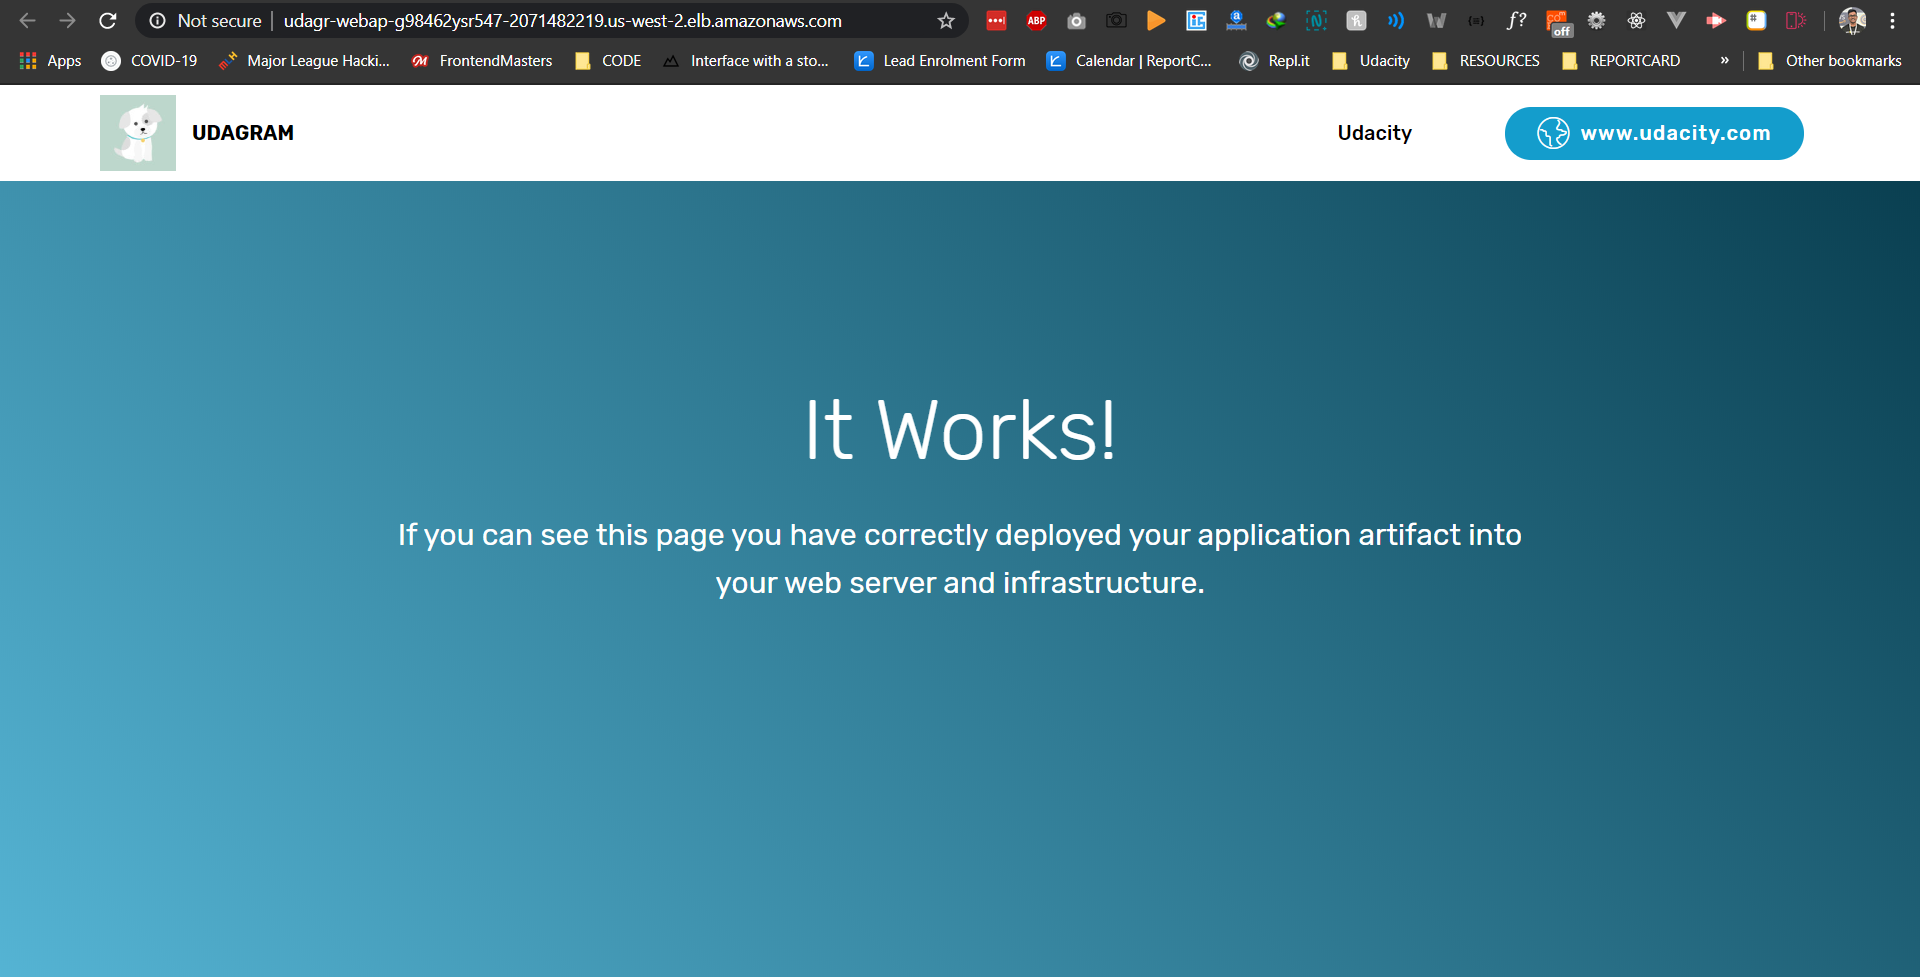 Not secure
udagr-webap-g98462ysr547-2071482219.us-west-2.elb.amazonaws.com
ABP
off
Apps
COVID-19
Major League Hacki...
FrontendMasters
CODE
Interface with a sto...
Lead Enrolment Form
Calendar | ReportC...
Repl.it
Udacity
RESOURCES
REPORTCARD
»
Other bookmarks
UDAGRAM
Udacity
www.udacity.com
It Works!
If you can see this page you have correctly deployed your application artifact into
your web server and infrastructure.